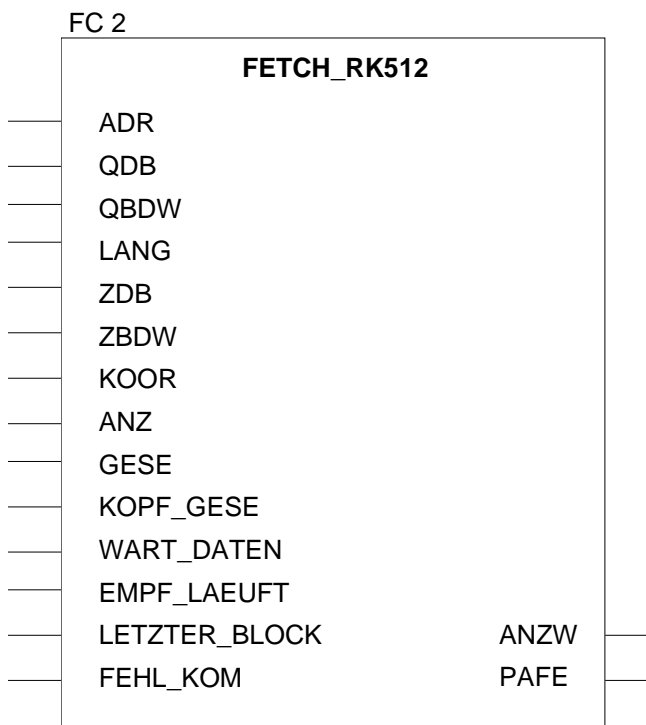 FC 2
FETCH_RK512
ADR
QDB
QBDW
LANG
ZDB
ZBDW
KOOR
ANZ
GESE
KOPF_GESE
WART_DATEN
EMPF_LAEUFT
LETZTER_BLOCK ANZW
FEHL_KOM PAFE